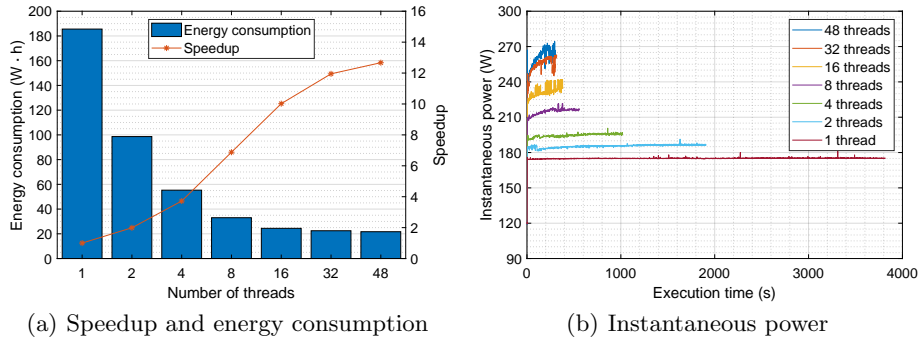 200
180
160
140
120
100
80
60
40
20
0
Energy consumption (W · h)
Energy consumption
Speedup
16
14
12
10
8
6
4
2
0
Speedup
1 2 4 8 16 32 48
Number of threads
(a) Speedup and energy consumption
300
270
240
210
180
150
120
90
Instantaneous power (W)
48 threads
32 threads
16 threads
8 threads
4 threads
2 threads
1 thread
0 1000 2000 3000 4000
Execution time (s)
(b) Instantaneous power